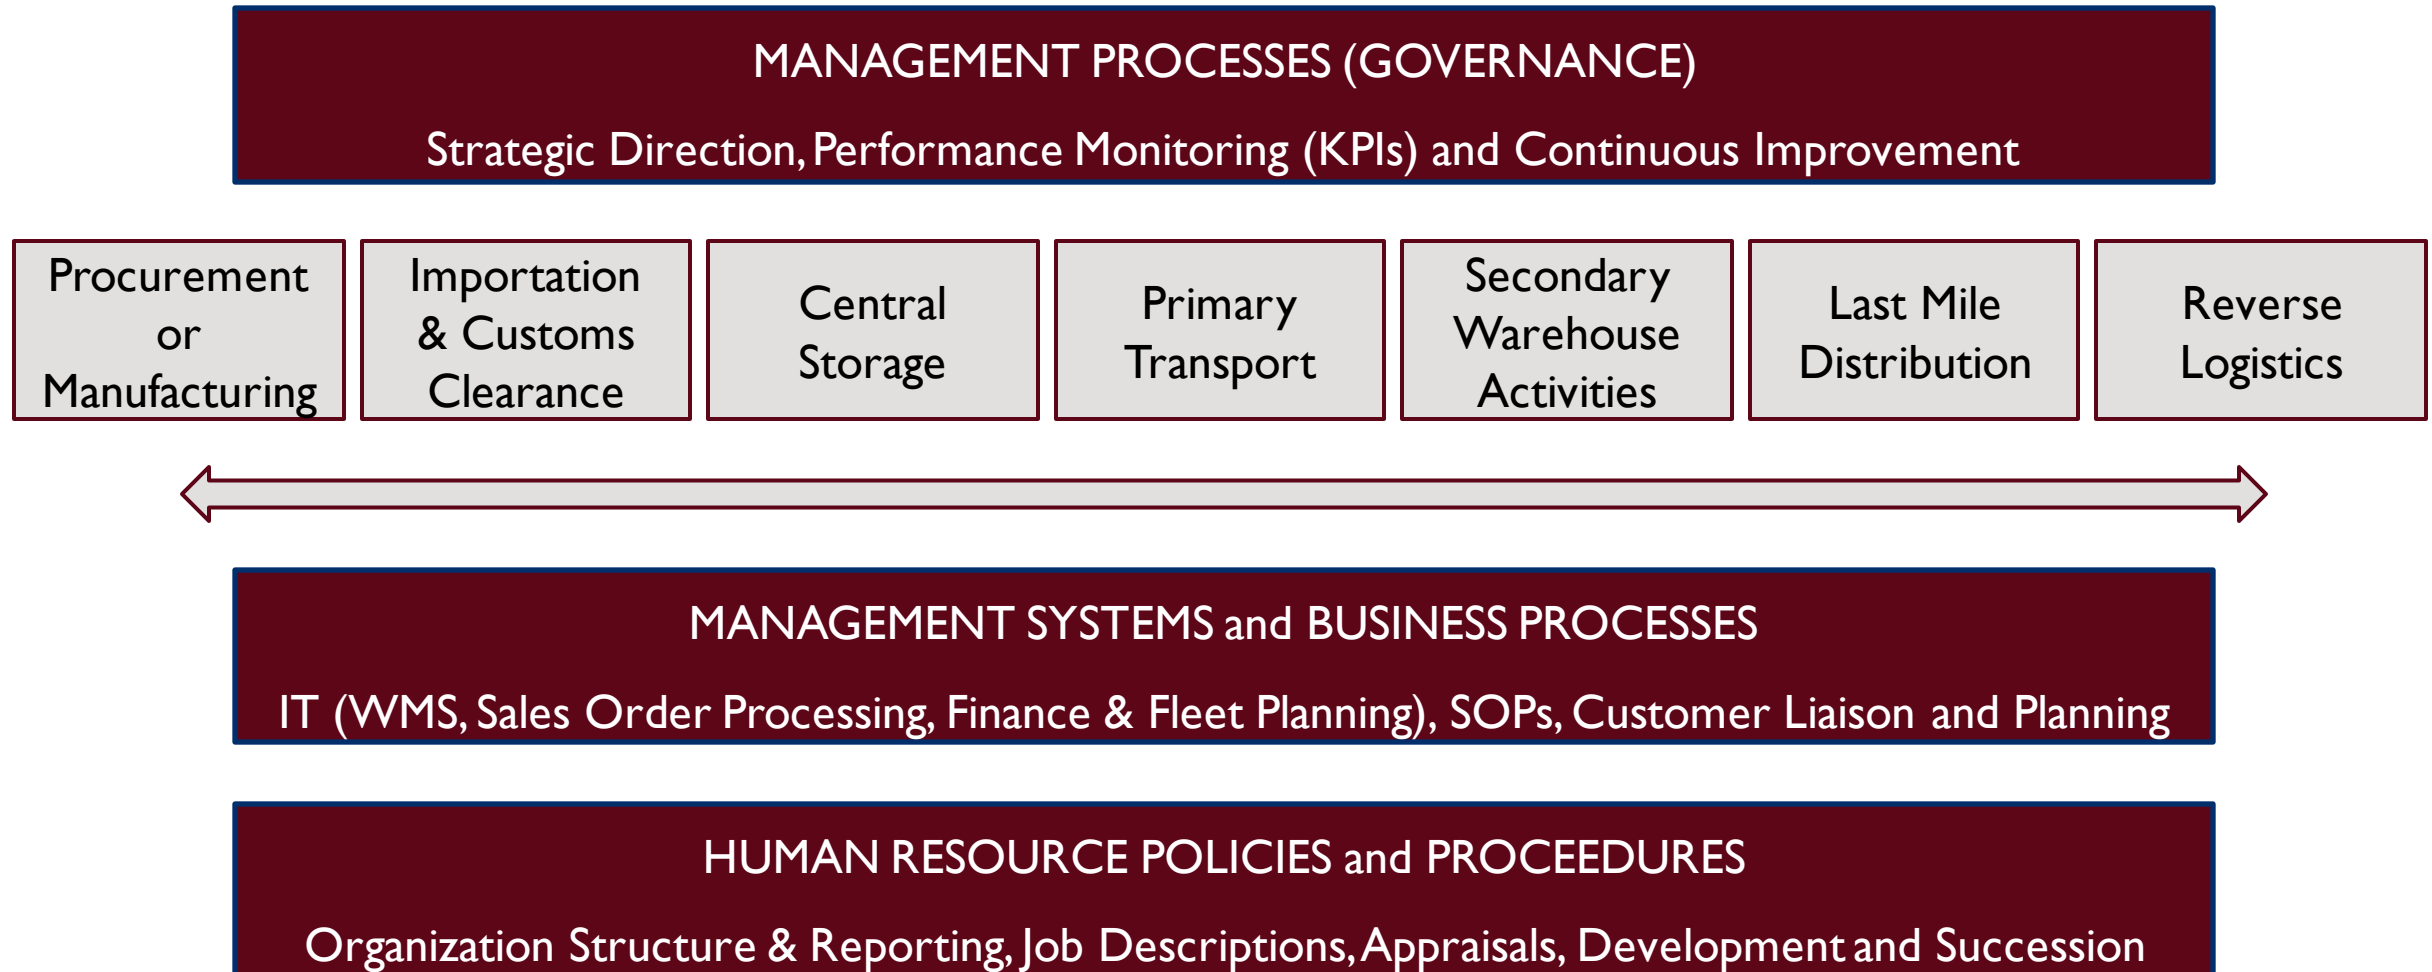 MANAGEMENT PROCESSES (GOVERNANCE)
Strategic Direction, Performance Monitoring (KPIs) and Continuous Improvement
Procurement
or
Manufacturing
Importation
& Customs
Clearance
Central
Storage
Primary
Transport
Secondary
Warehouse
Activities
Last Mile
Distribution
Reverse
Logistics
MANAGEMENT SYSTEMS and BUSINESS PROCESSES
IT (WMS, Sales Order Processing, Finance & Fleet Planning), SOPs, Customer Liaison and Planning
HUMAN RESOURCE POLICIES and PROCEEDURES
Organization Structure & Reporting, Job Descriptions, Appraisals, Development and Succession